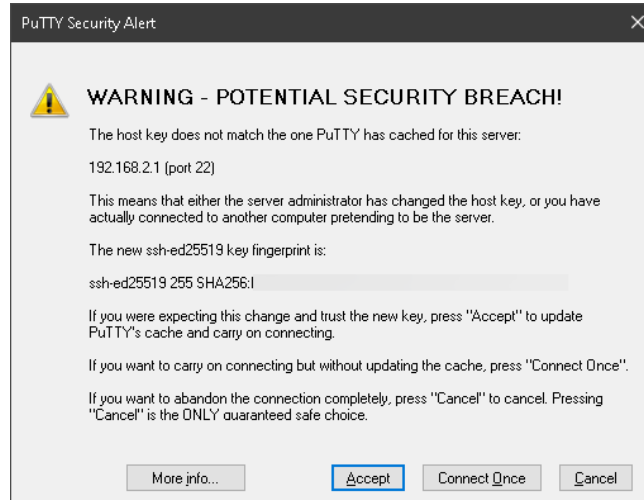 PuTTY Security Alert
WARNING - POTENTIAL SECURITY BREACH!
The host key does not match the one PuTTY has cached for this server:
192.168.2.1 (port 22)
This means that either the server administrator has changed the host key, or you have
actually connected to another computer pretending to be the server.
The new ssh-ed25519 key fingerprint is:
ssh-ed25519 255 SHA256:
If you were expecting this change and trust the new key, press "Accept" to update
PuTTY's cache and carry on connecting.
If you want to carry on connecting but without updating the cache, press "Connect Once".
If you want to abandon the connection completely, press "Cancel" to cancel. Pressing
"Cancel" is the ONLY guaranteed safe choice.
More info...
Accept
Connect Once
Cancel